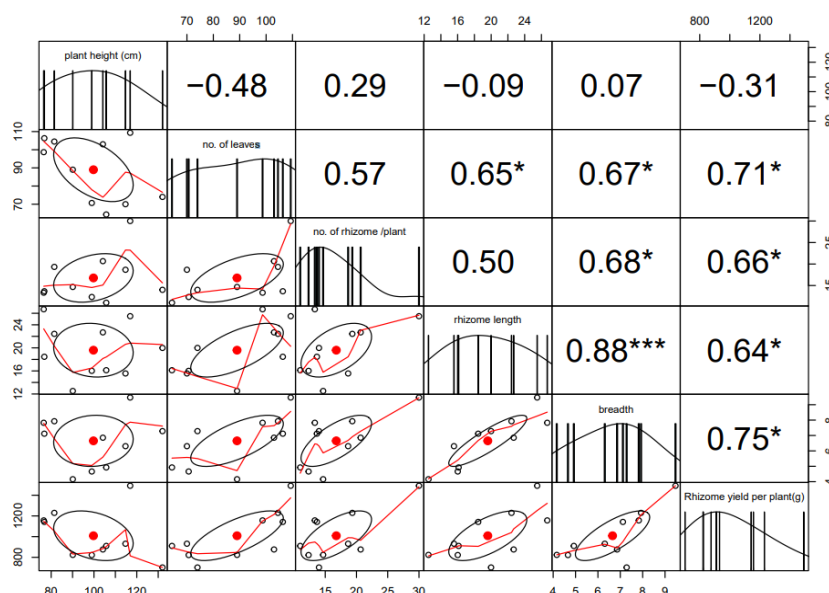 70 80 90 100
12 16 20 24
800 1200
plant height (cm)
−0.48
0.29
−0.09
0.07
−0.31
80 100 120
70 90 110
no. of leaves
0.57
0.65*
0.67*
0.71*
no. of rhizome /plant
0.50
0.68*
0.66*
15 25
12 16 20 24
rhizome length
0.88***
0.64*
breadth
0.75*
4 6 8
800 1200
Rhizome yield per plant(g)
80 100 120
15 20 25 30
4 5 6 7 8 9